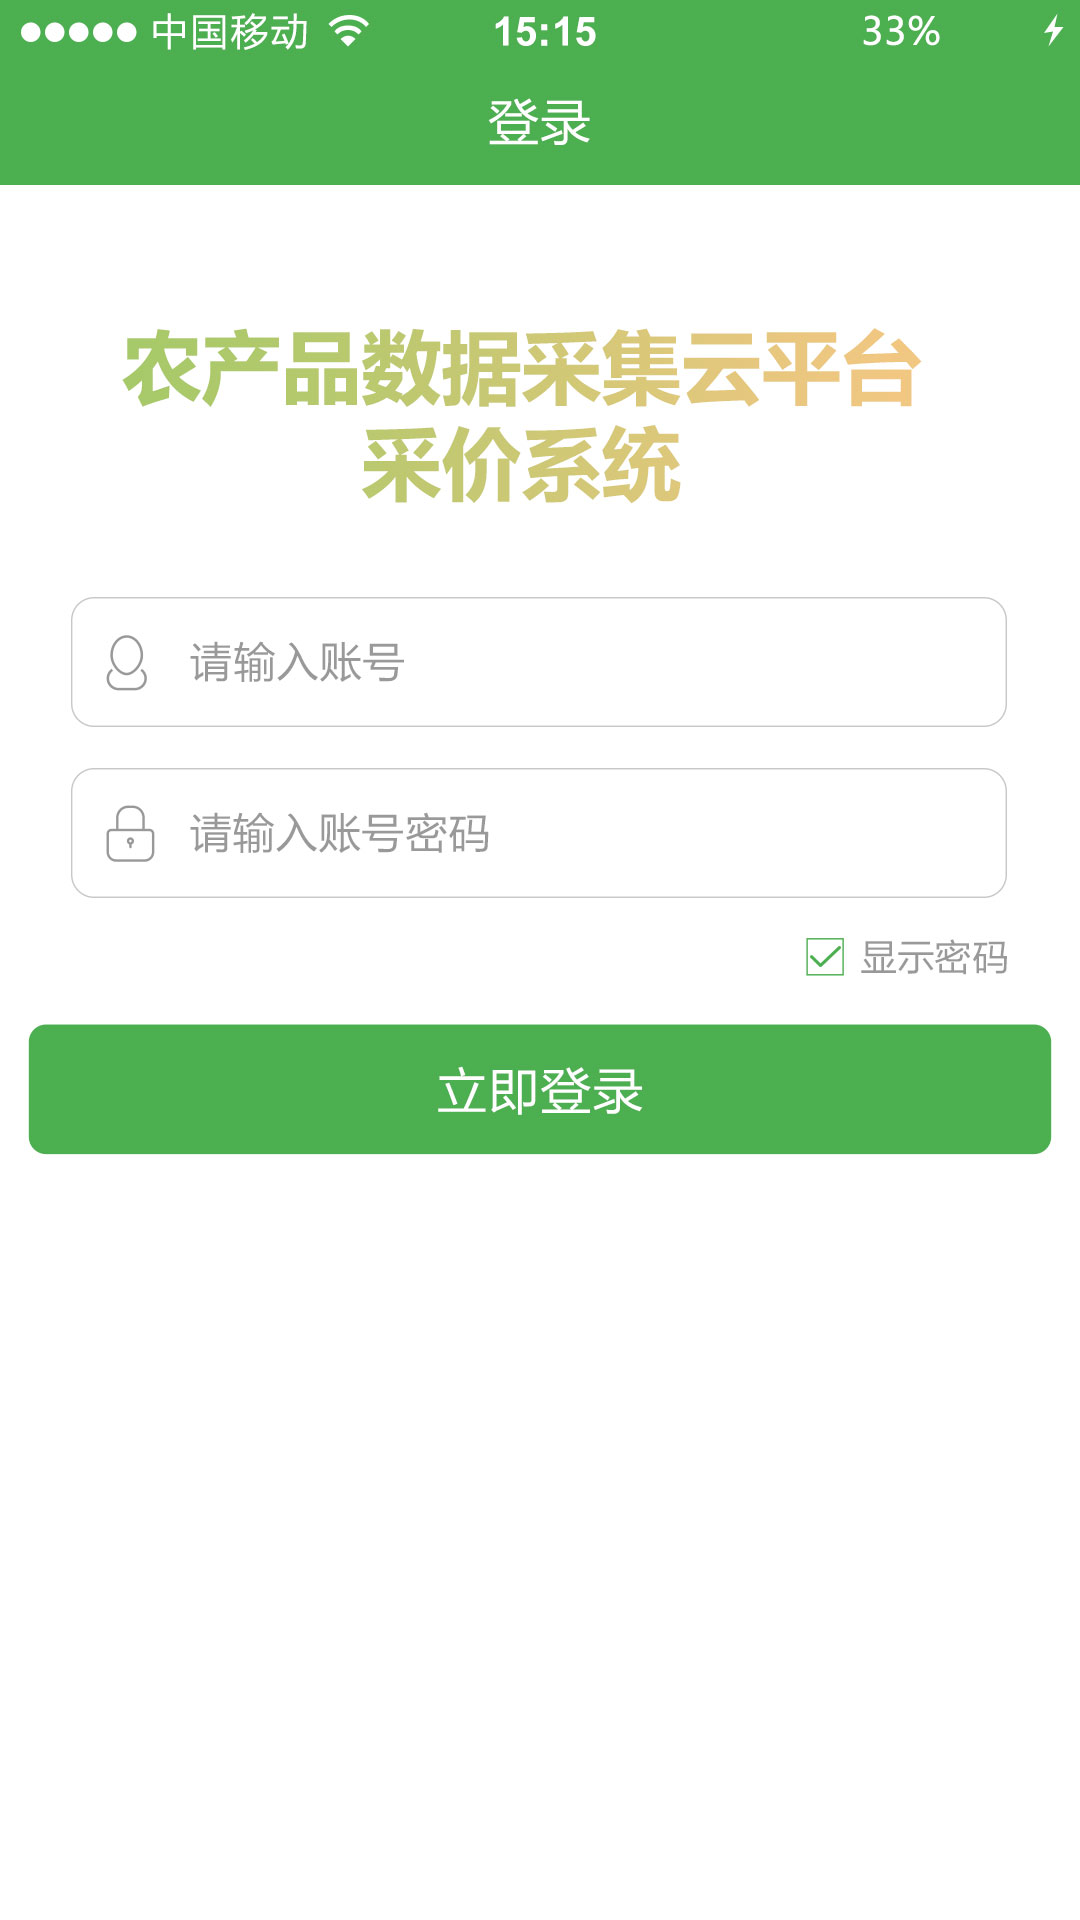 中国移动 15:15 33%
登录
农产品数据采集云平台
采价系统
请输入账号
请输入账号密码
显示密码
立即登录